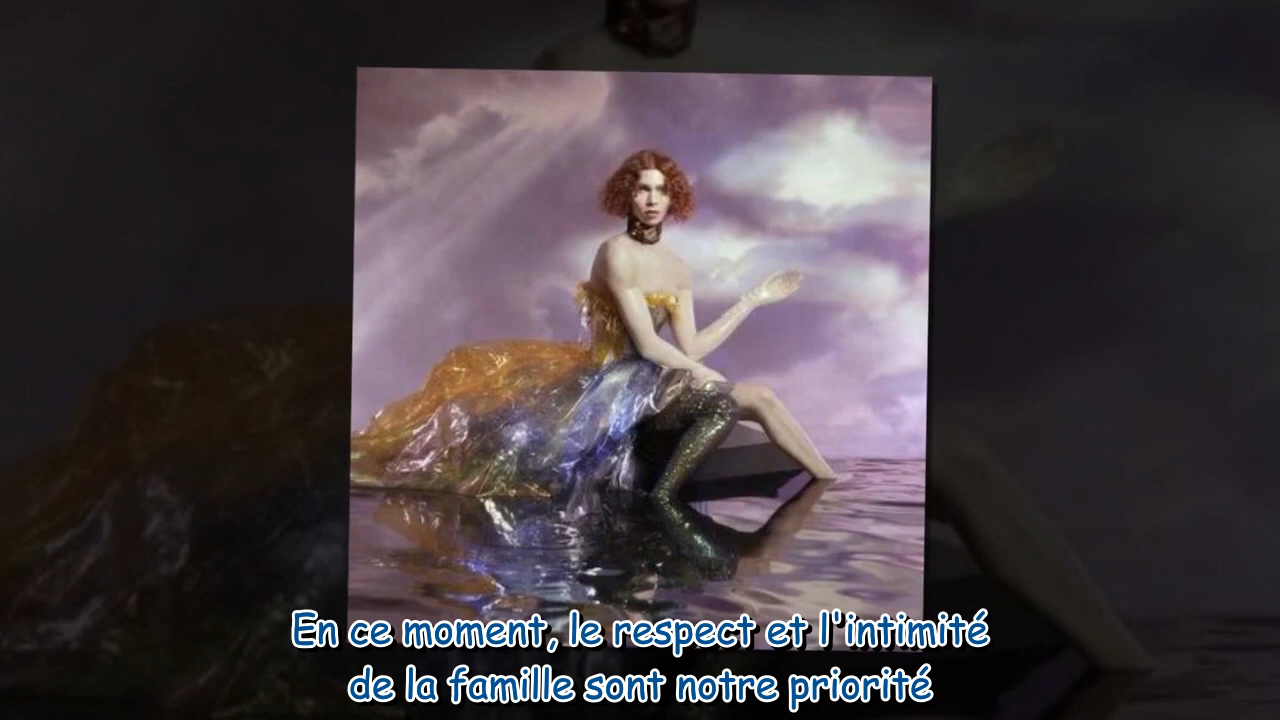 En ce moment, le respect et l'intimité
de la famille sont notre priorité